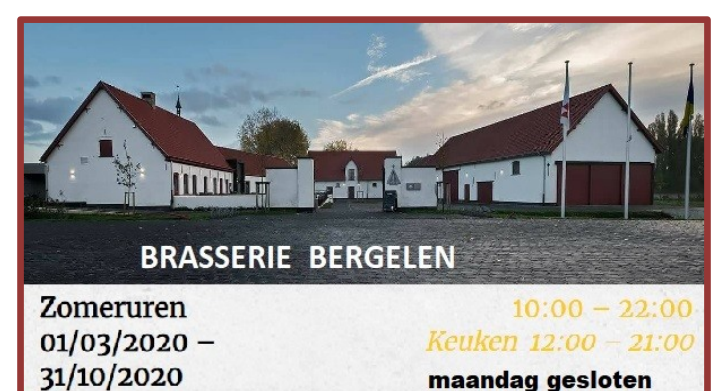 BRASSERIE BERGELEN
Zomeruren
01/03/2020 –
31/10/2020
10:00 – 22:00
Keuken 12:00 – 21:00
maandag gesloten